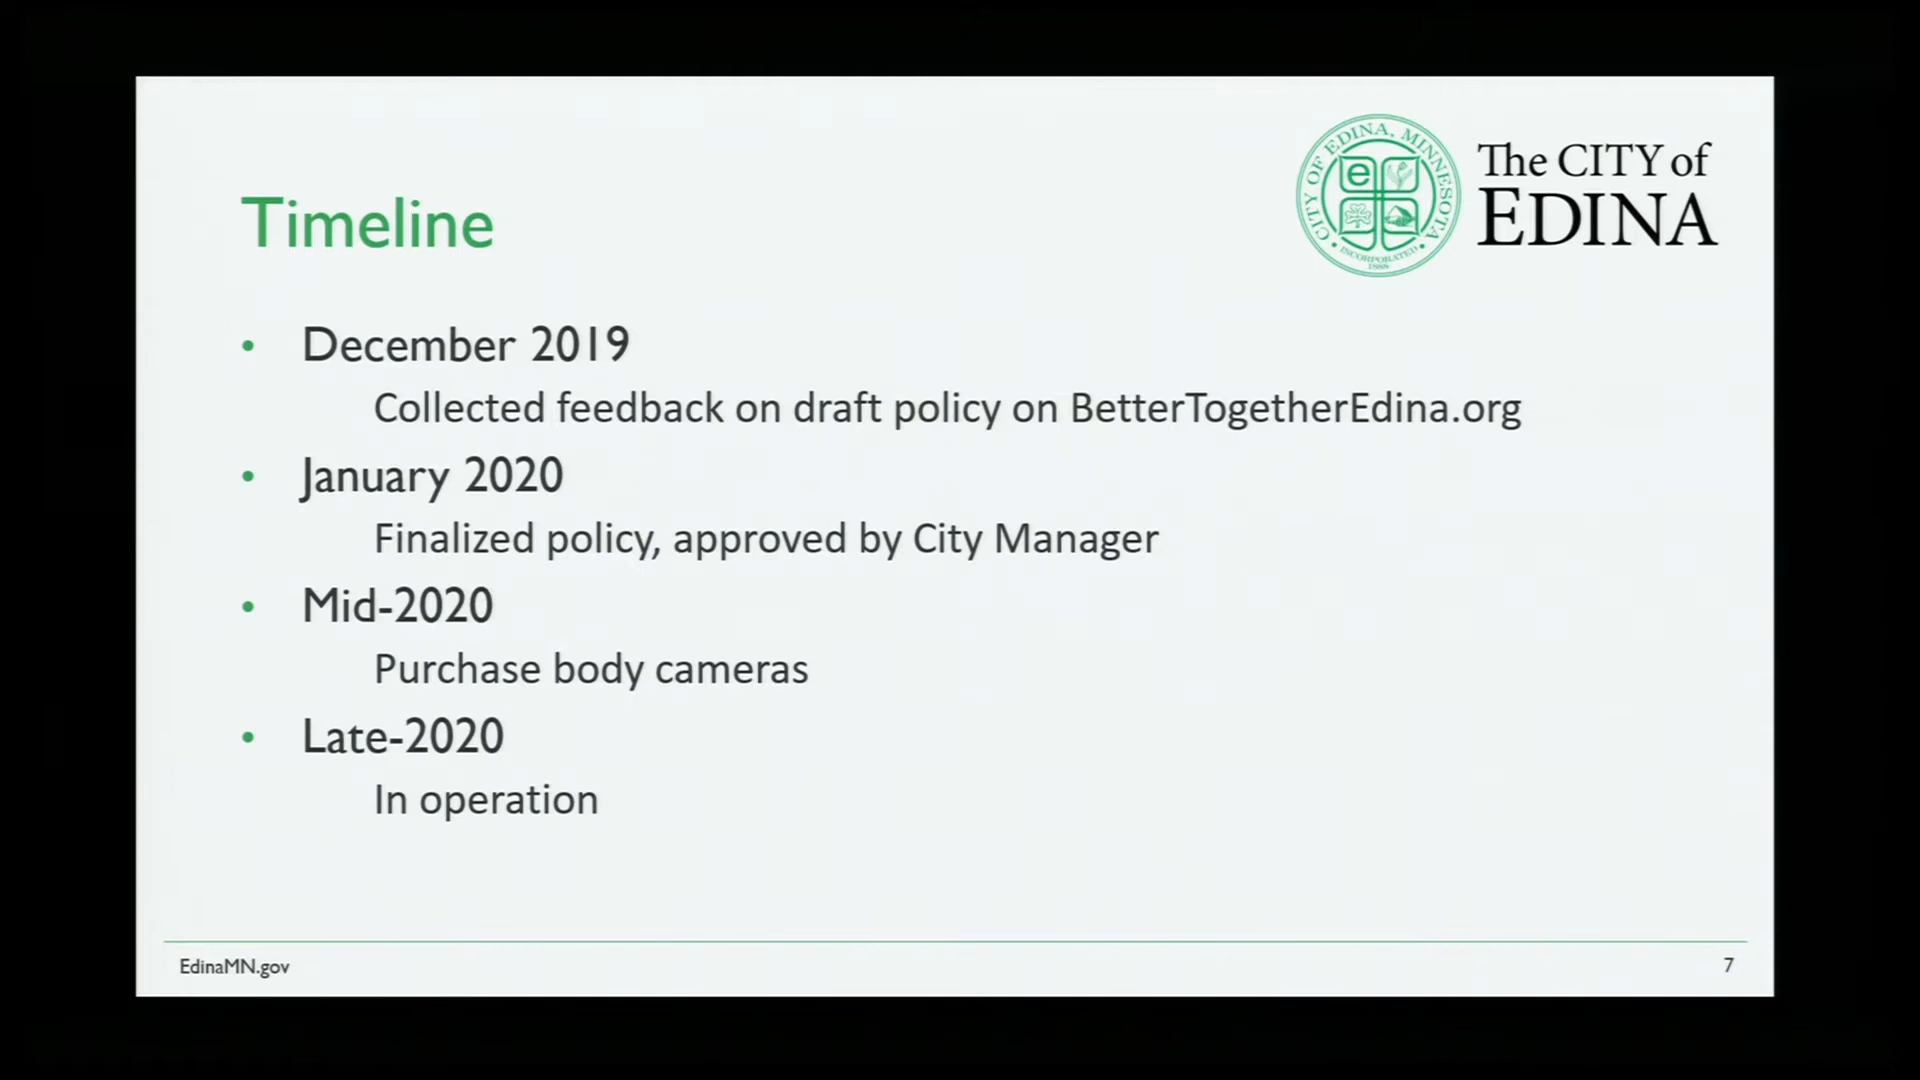 Timeline
CITY OF EDINA, MINNESOTA
e
INCORPORATED
1888
The CITY of
EDINA
• December 2019
Collected feedback on draft policy on BetterTogetherEdina.org
• January 2020
Finalized policy, approved by City Manager
• Mid-2020
Purchase body cameras
• Late-2020
In operation
EdinaMN.gov
7